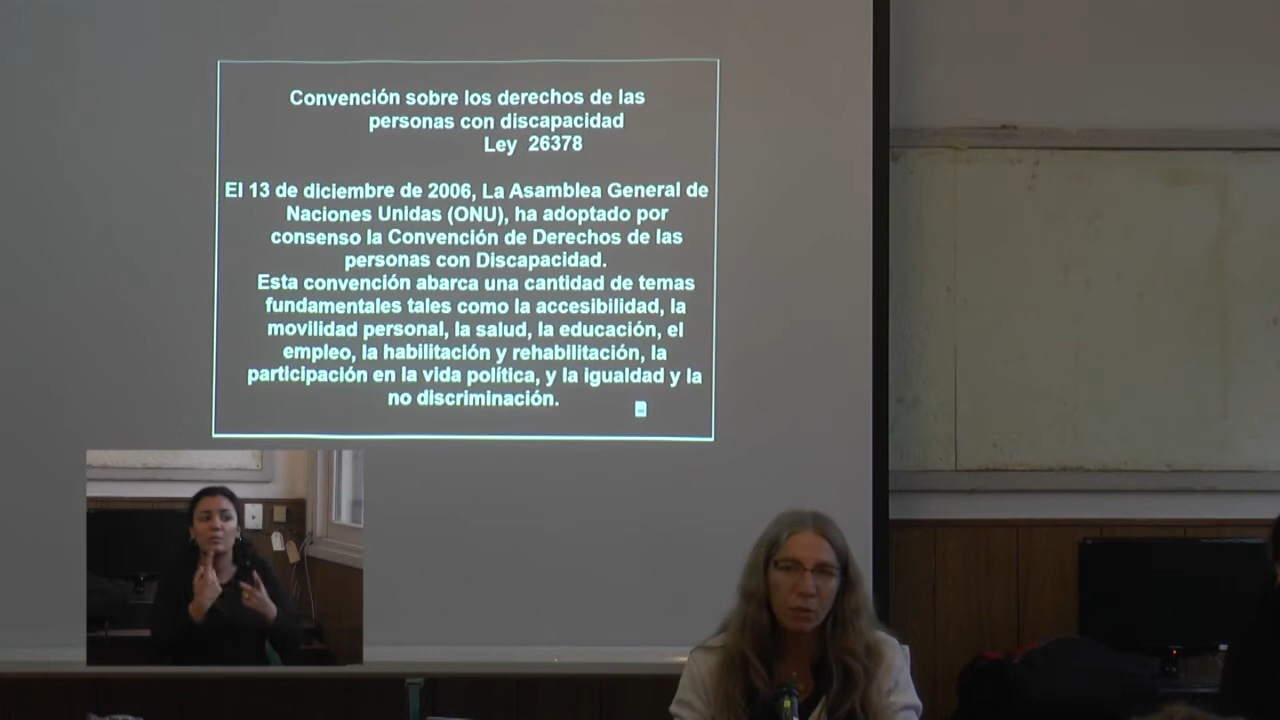 Convención sobre los derechos de las
personas con discapacidad
Ley 26378
El 13 de diciembre de 2006, La Asamblea General de
Naciones Unidas (ONU), ha adoptado por
consenso la Convención de Derechos de las
personas con Discapacidad.
Esta convención abarca una cantidad de temas
fundamentales tales como la accesibilidad, la
movilidad personal, la salud, la educación, el
empleo, la habilitación y rehabilitación, la
participación en la vida política, y la igualdad y la
no discriminación.